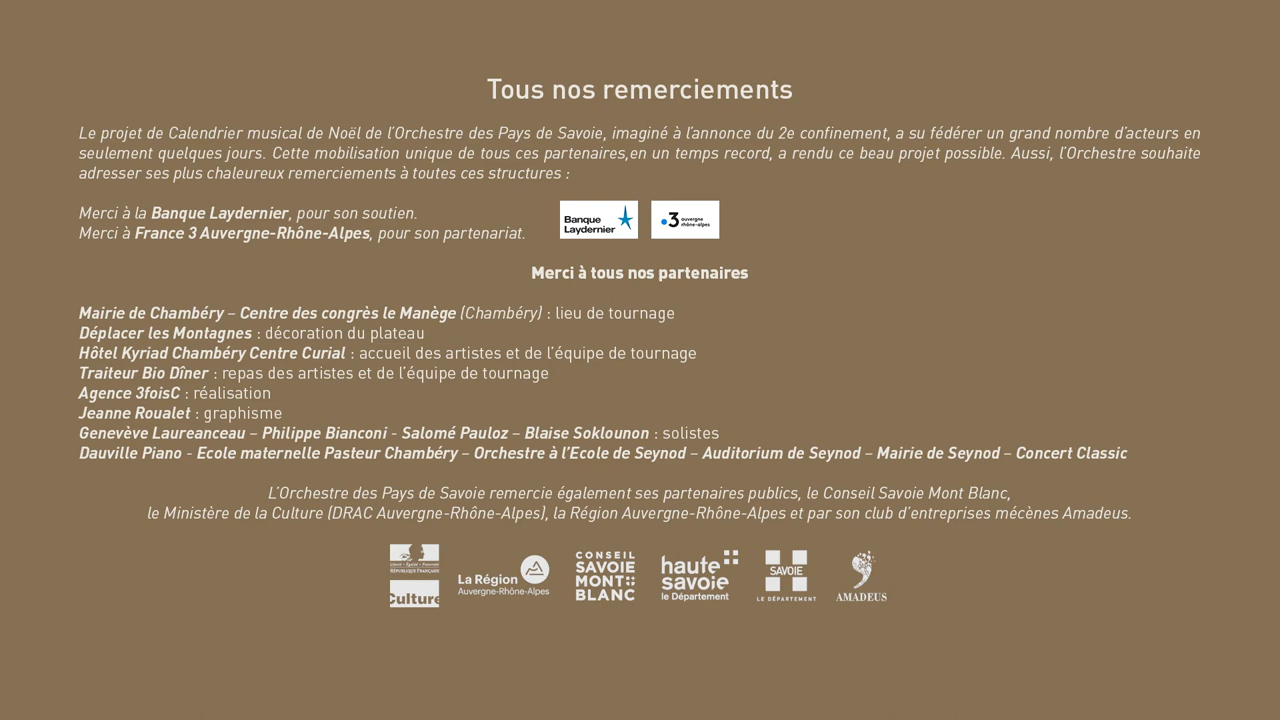 Tous nos remerciements
Le projet de Calendrier musical de Noël de l'Orchestre des Pays de Savoie, imaginé à l'annonce du 2e confinement, a su fédérer un grand nombre d'acteurs en
seulement quelques jours. Cette mobilisation unique de tous ces partenaires,en un temps record, a rendu ce beau projet possible. Aussi, l'Orchestre souhaite
adresser ses plus chaleureux remerciements à toutes ces structures :
Merci à la Banque Laydernier, pour son soutien.
Merci à France 3 Auvergne-Rhône-Alpes, pour son partenariat.
Banque
Laydernier
3 auvergne
rhône-alpes
Merci à tous nos partenaires
Mairie de Chambéry – Centre des congrès le Manège (Chambéry) : lieu de tournage
Déplacer les Montagnes : décoration du plateau
Hôtel Kyriad Chambéry Centre Curial : accueil des artistes et de l'équipe de tournage
Traiteur Bio Dîner : repas des artistes et de l'équipe de tournage
Agence 3foisC : réalisation
Jeanne Roualet : graphisme
Genevève Laureanceau – Philippe Bianconi - Salomé Pauloz – Blaise Soklounon : solistes
Dauville Piano - Ecole maternelle Pasteur Chambéry – Orchestre à l'Ecole de Seynod – Auditorium de Seynod – Mairie de Seynod – Concert Classic
L'Orchestre des Pays de Savoie remercie également ses partenaires publics, le Conseil Savoie Mont Blanc,
le Ministère de la Culture (DRAC Auvergne-Rhône-Alpes), la Région Auvergne-Rhône-Alpes et par son club d'entreprises mécènes Amadeus.
Liberté • Égalité • Fraternité
RÉPUBLIQUE FRANÇAISE
Culture
La Région
Auvergne-Rhône-Alpes
CONSEIL
SAVOIE
MONT
BLANC
haute
savoie
le Département
SAVOIE
LE DÉPARTEMENT
AMADEUS